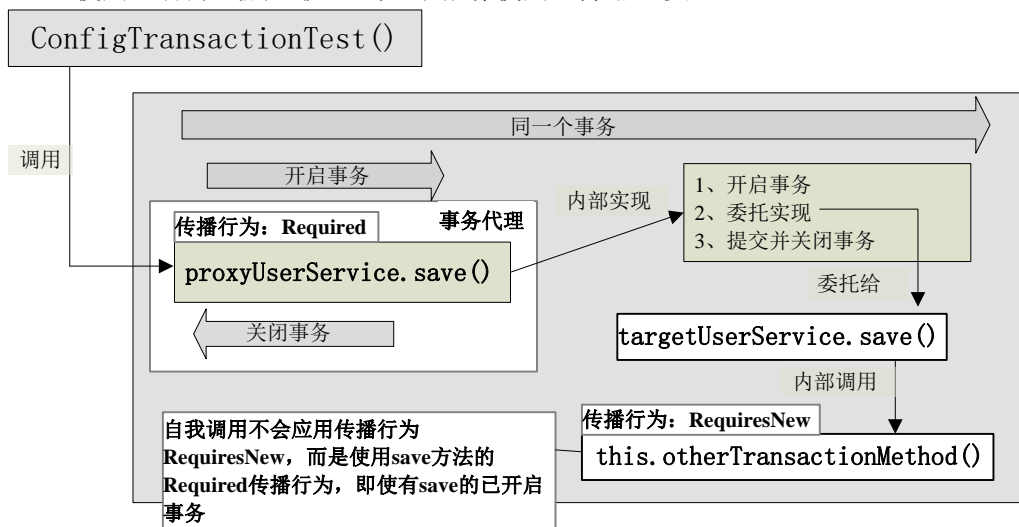 ConfigTransactionTest()
同一个事务
调用
开启事务
内部实现
1、开启事务
2、委托实现
3、提交并关闭事务
传播行为：Required
事务代理
proxyUserService.save()
委托给
关闭事务
targetUserService.save()
内部调用
传播行为：RequiresNew
this.otherTransactionMethod()
自我调用不会应用传播行为
RequiresNew，而是使用save方法的
Required传播行为，即使有save的已开启
事务